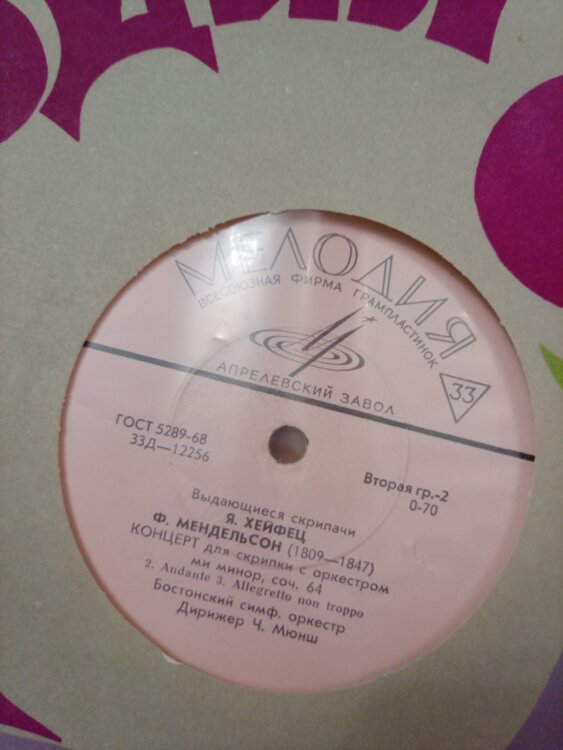 МЕЛОДИЯ
ВСЕСОЮЗНАЯ ФИРМА ГРАМПЛАСТИНОК
33
АПРЕЛЕВСКИЙ ЗАВОД
ГОСТ 5289-68
33Д—12256
Вторая гр.-2
0-70
Выдающиеся скрипачи
Я. ХЕЙФЕЦ
Ф. МЕНДЕЛЬСОН (1809—1847)
КОНЦЕРТ для скрипки с оркестром
ми минор, соч. 64
2. Andante 3. Allegretto non troppo
Бостонский симф. оркестр
Дирижер Ч. Мюнш